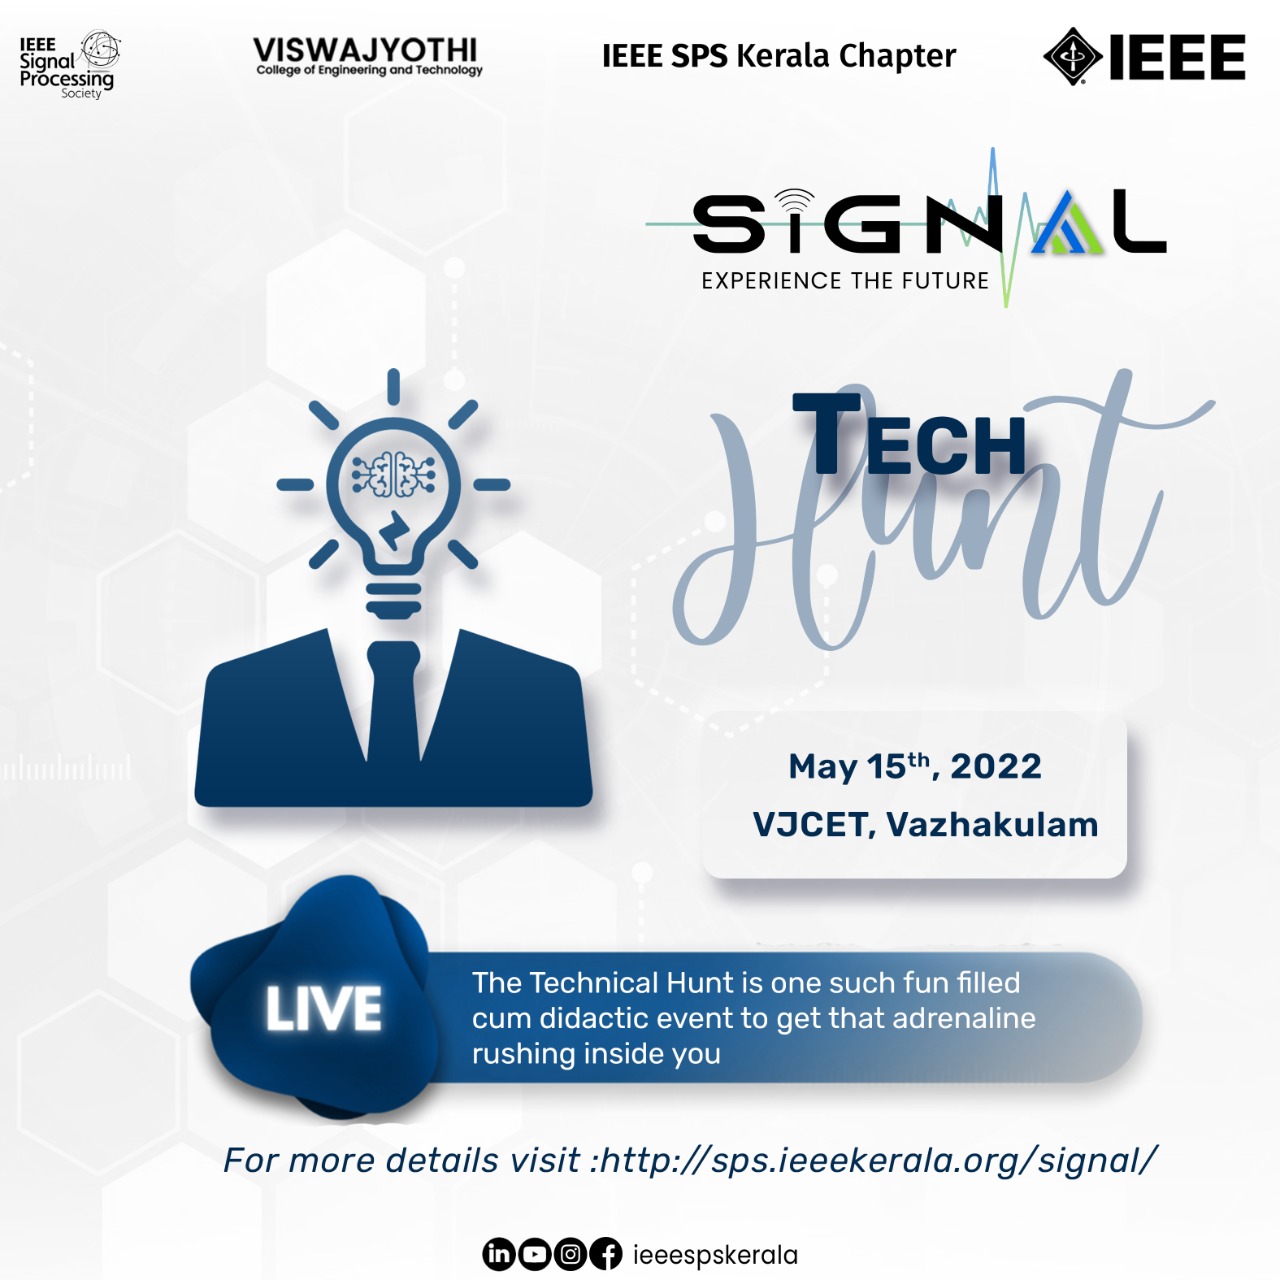 IEEE
Signal
Processing
Society
VISWAJYOTHI
College of Engineering and Technology
IEEE SPS Kerala Chapter
IEEE
SiGNAL
EXPERIENCE THE FUTURE
TECH
Hunt
May 15th, 2022
VJCET, Vazhakulam
LIVE
The Technical Hunt is one such fun filled
cum didactic event to get that adrenaline
rushing inside you
For more details visit :http://sps.ieeekerala.org/signal/
in
ieeespskerala